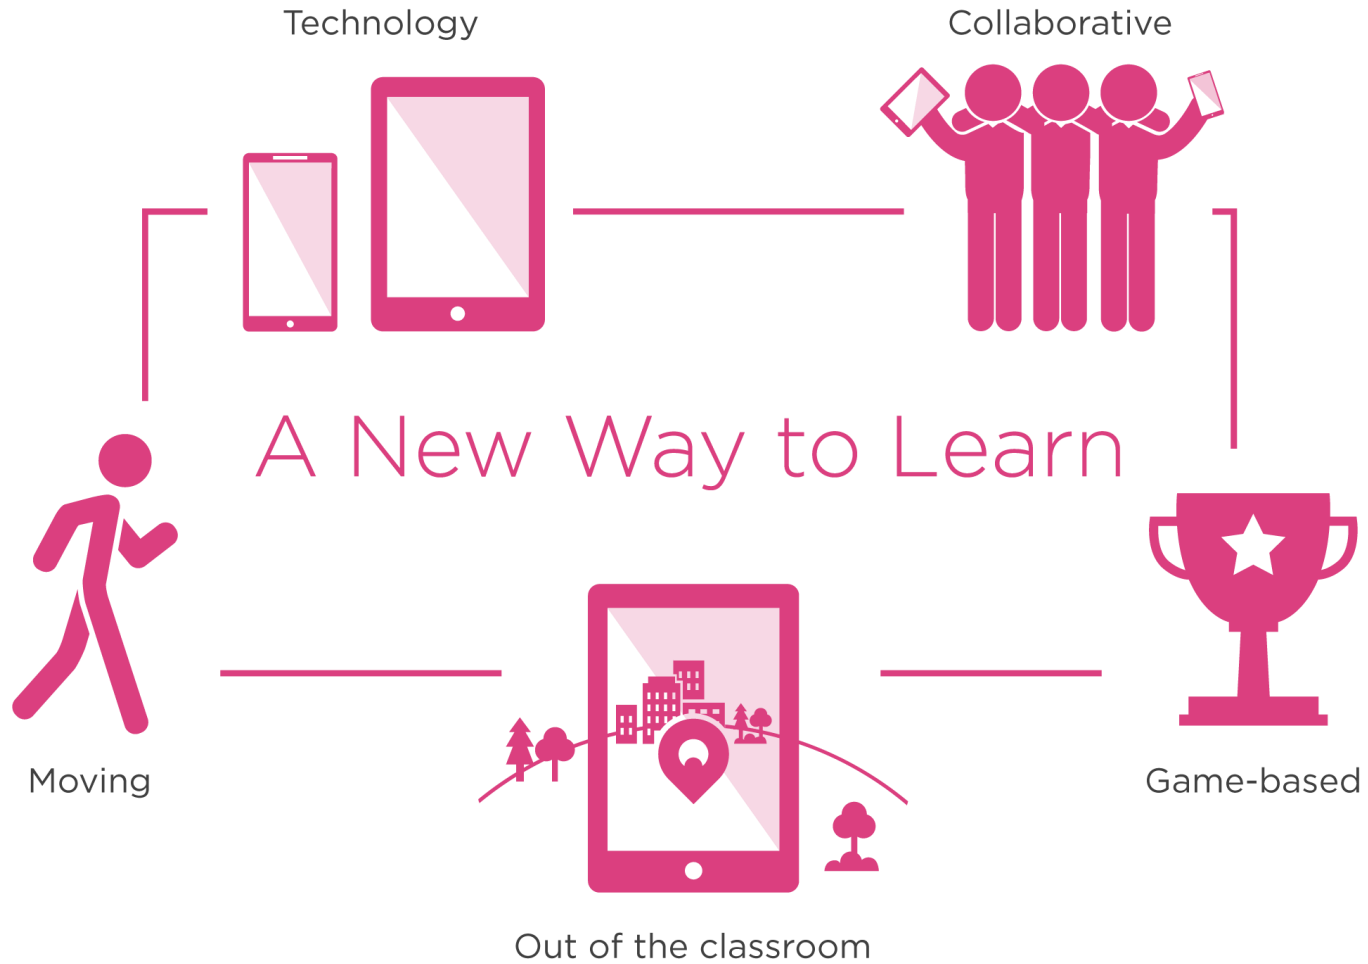 Technology
Collaborative
A New Way to Learn
Moving
Game-based
Out of the classroom